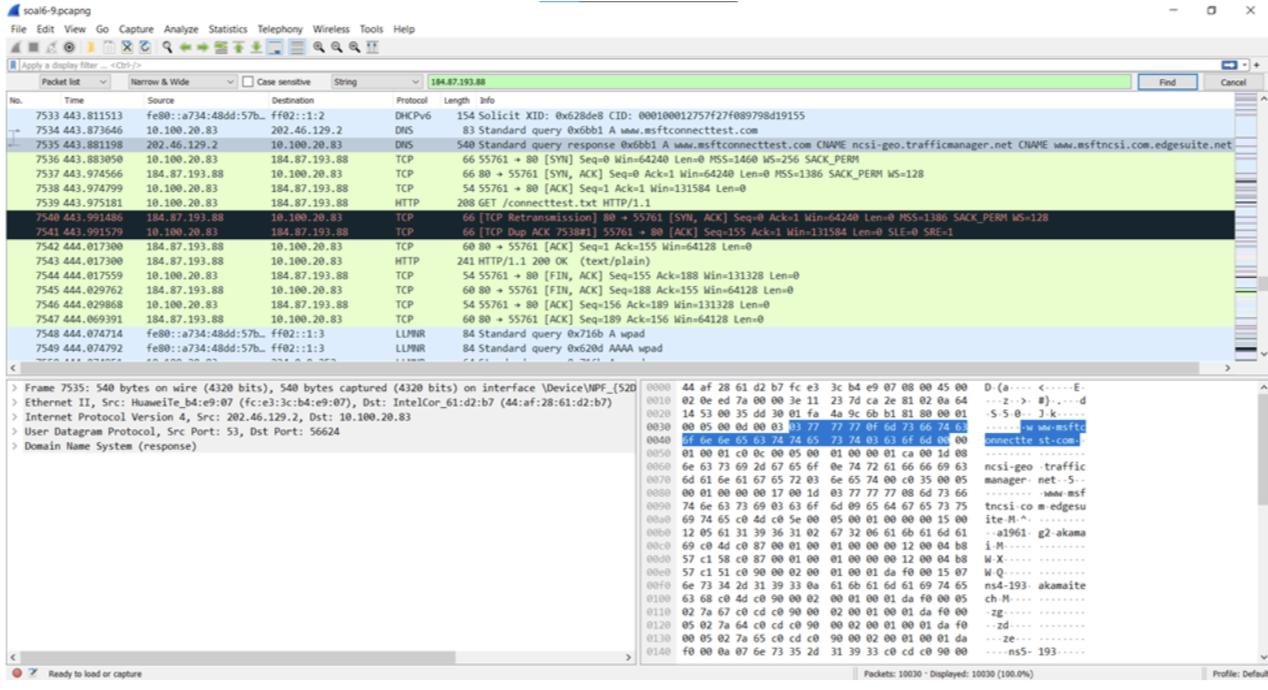 soal6-9.pcapng
File Edit View Go Capture Analyze Statistics Telephony Wireless Tools Help
Apply a display filter ... <Ctrl-/>
Packet list Narrow & Wide Case sensitive String 184.87.193.88 Find Cancel
No. Time Source Destination Protocol Length Info
7533 443.811513 fe80::a734:48dd:57b… ff02::1:2 DHCPv6 154 Solicit XID: 0x628de8 CID: 000100012757f27f089798d19155
7534 443.873646 10.100.20.83 202.46.129.2 DNS 83 Standard query 0x6bb1 A www.msftconnecttest.com
7535 443.881198 202.46.129.2 10.100.20.83 DNS 540 Standard query response 0x6bb1 A www.msftconnecttest.com CNAME ncsi-geo.trafficmanager.net CNAME www.msftncsi.com.edgesuite.net
7536 443.883050 10.100.20.83 184.87.193.88 TCP 66 55761 → 80 [SYN] Seq=0 Win=64240 Len=0 MSS=1460 WS=256 SACK_PERM
7537 443.974566 184.87.193.88 10.100.20.83 TCP 66 80 → 55761 [SYN, ACK] Seq=0 Ack=1 Win=64240 Len=0 MSS=1386 SACK_PERM WS=128
7538 443.974799 10.100.20.83 184.87.193.88 TCP 54 55761 → 80 [ACK] Seq=1 Ack=1 Win=131584 Len=0
7539 443.975181 10.100.20.83 184.87.193.88 HTTP 208 GET /connecttest.txt HTTP/1.1
7540 443.991486 184.87.193.88 10.100.20.83 TCP 66 [TCP Retransmission] 80 → 55761 [SYN, ACK] Seq=0 Ack=1 Win=64240 Len=0 MSS=1386 SACK_PERM WS=128
7541 443.991579 10.100.20.83 184.87.193.88 TCP 66 [TCP Dup ACK 7538#1] 55761 → 80 [ACK] Seq=155 Ack=1 Win=131584 Len=0 SLE=0 SRE=1
7542 444.017300 184.87.193.88 10.100.20.83 TCP 60 80 → 55761 [ACK] Seq=1 Ack=155 Win=64128 Len=0
7543 444.017300 184.87.193.88 10.100.20.83 HTTP 241 HTTP/1.1 200 OK (text/plain)
7544 444.017559 10.100.20.83 184.87.193.88 TCP 54 55761 → 80 [FIN, ACK] Seq=155 Ack=188 Win=131328 Len=0
7545 444.029762 184.87.193.88 10.100.20.83 TCP 60 80 → 55761 [FIN, ACK] Seq=188 Ack=155 Win=64128 Len=0
7546 444.029868 10.100.20.83 184.87.193.88 TCP 54 55761 → 80 [ACK] Seq=156 Ack=189 Win=131328 Len=0
7547 444.069391 184.87.193.88 10.100.20.83 TCP 60 80 → 55761 [ACK] Seq=189 Ack=156 Win=64128 Len=0
7548 444.074714 fe80::a734:48dd:57b… ff02::1:3 LLMNR 84 Standard query 0x716b A wpad
7549 444.074792 fe80::a734:48dd:57b… ff02::1:3 LLMNR 84 Standard query 0x620d AAAA wpad
Frame 7535: 540 bytes on wire (4320 bits), 540 bytes captured (4320 bits) on interface \Device\NPF_{52D
Ethernet II, Src: HuaweiTe_b4:e9:07 (fc:e3:3c:b4:e9:07), Dst: IntelCor_61:d2:b7 (44:af:28:61:d2:b7)
Internet Protocol Version 4, Src: 202.46.129.2, Dst: 10.100.20.83
User Datagram Protocol, Src Port: 53, Dst Port: 56624
Domain Name System (response)
0000 44 af 28 61 d2 b7 fc e3 3c b4 e9 07 08 00 45 00 D·(a···· <·····E·
0010 02 0e ed 7a 00 00 3e 11 23 7d ca 2e 81 02 0a 64 ···z··>· #}·.···d
0020 14 53 00 35 dd 30 01 fa 4a 9c 6b b1 81 80 00 01 ·S·5·0·· J·k·····
0030 00 05 00 0d 00 03 03 77 77 77 0f 6d 73 66 74 63 ·······w ww·msftc
0040 6f 6e 6e 65 63 74 74 65 73 74 03 63 6f 6d 00 00 onnectte st·com··
0050 01 00 01 c0 0c 00 05 00 01 00 00 01 ca 00 1d 08
0060 6e 63 73 69 2d 67 65 6f 0e 74 72 61 66 66 69 63 ncsi-geo ·traffic
0070 6d 61 6e 61 67 65 72 03 6e 65 74 00 c0 35 00 05 manager· net··5··
0080 00 01 00 00 00 17 00 1d 03 77 77 77 08 6d 73 66 ········ ·www·msf
0090 74 6e 63 73 69 03 63 6f 6d 09 65 64 67 65 73 75 tncsi·co m·edgesu
00a0 69 74 65 c0 4d c0 5e 00 05 00 01 00 00 00 15 00 ite·M·^· ········
00b0 12 05 61 31 39 36 31 02 67 32 06 61 6b 61 6d 61 ··a1961· g2·akama
00c0 69 c0 4d c0 87 00 01 00 01 00 00 00 12 00 04 b8 i·M····· ········
00d0 57 c1 58 c0 87 00 01 00 01 00 00 00 12 00 04 b8 W·X····· ········
00e0 57 c1 51 c0 90 00 02 00 01 00 01 da f0 00 15 07 W·Q····· ········
00f0 6e 73 34 2d 31 39 33 0a 61 6b 61 6d 61 69 74 65 ns4-193· akamaite
0100 63 68 c0 4d c0 90 00 02 00 01 00 01 da f0 00 05 ch·M···· ········
0110 02 7a 67 c0 cd c0 90 00 02 00 01 00 01 da f0 00 ·zg····· ········
0120 05 02 7a 64 c0 cd c0 90 00 02 00 01 00 01 da f0 ··zd···· ········
0130 00 05 02 7a 65 c0 cd c0 90 00 02 00 01 00 01 da ···ze··· ········
0140 f0 00 0a 07 6e 73 35 2d 31 39 33 c0 cd c0 90 00 ····ns5- 193·····
Ready to load or capture Packets: 10030 · Displayed: 10030 (100.0%) Profile: Default